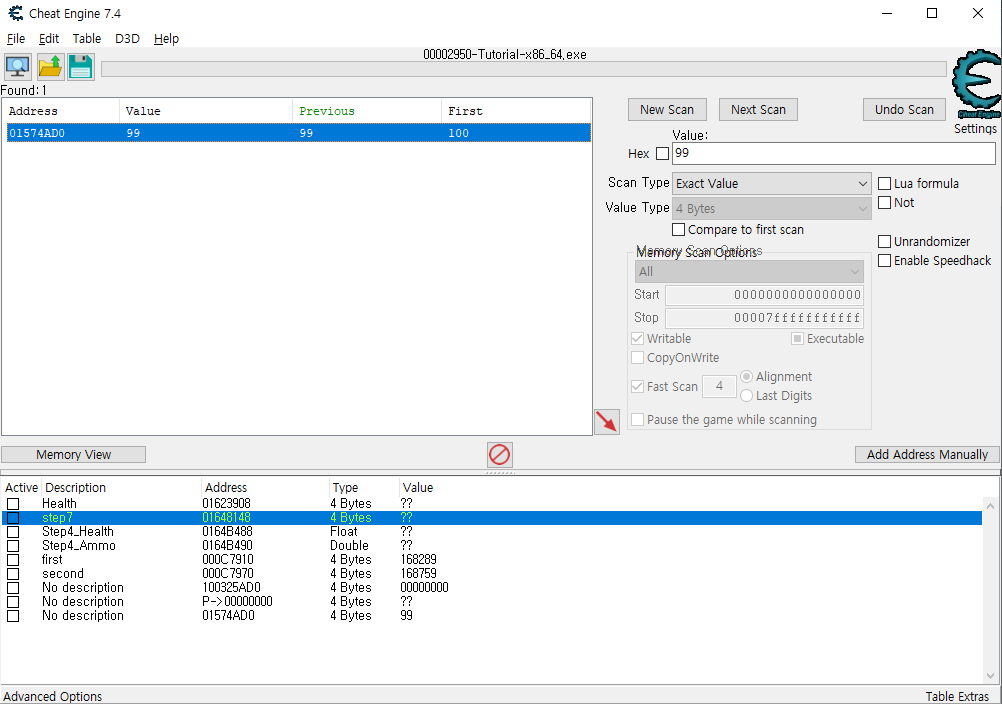 Cheat Engine 7.4
File Edit Table D3D Help
00002950-Tutorial-x86_64.exe
Found: 1
Address Value Previous First
01574AD0 99 99 100
New Scan Next Scan Undo Scan
Cheat Engine
Settings
Value:
Hex 99
Scan Type Exact Value
Lua formula
Value Type 4 Bytes
Not
Compare to first scan
Unrandomizer
Enable Speedhack
Memory Scan Options
Memory Scan Options
All
Start 0000000000000000
Stop 00007fffffffffff
Writable Executable
CopyOnWrite
Fast Scan 4 Alignment
Last Digits
Pause the game while scanning
Memory View Add Address Manually
Active Description Address Type Value
Health 01623908 4 Bytes ??
step7 01648148 4 Bytes ??
Step4_Health 0164B488 Float ??
Step4_Ammo 0164B490 Double ??
first 000C7910 4 Bytes 168289
second 000C7970 4 Bytes 168759
No description 100325AD0 4 Bytes 00000000
No description P->00000000 4 Bytes ??
No description 01574AD0 4 Bytes 99
Advanced Options Table Extras